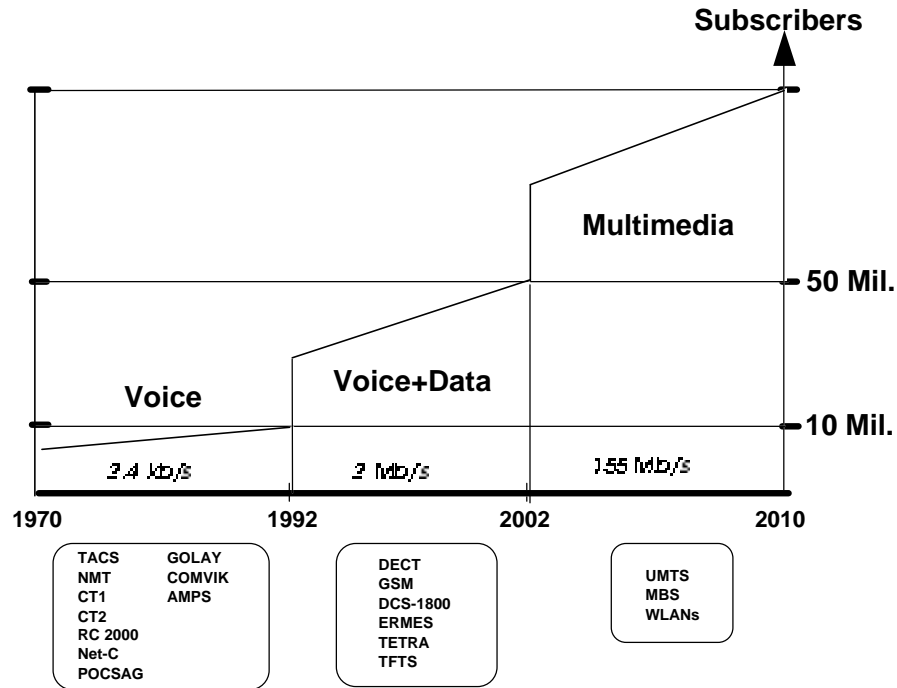 Subscribers
Multimedia
50 Mil.
Voice+Data
Voice
10 Mil.
2.4 kb/s 2 Mb/s 155 Mb/s
1970 1992 2002 2010
TACS GOLAY
NMT COMVIK
CT1 AMPS
CT2
RC 2000
Net-C
POCSAG
DECT
GSM
DCS-1800
ERMES
TETRA
TFTS
UMTS
MBS
WLANs